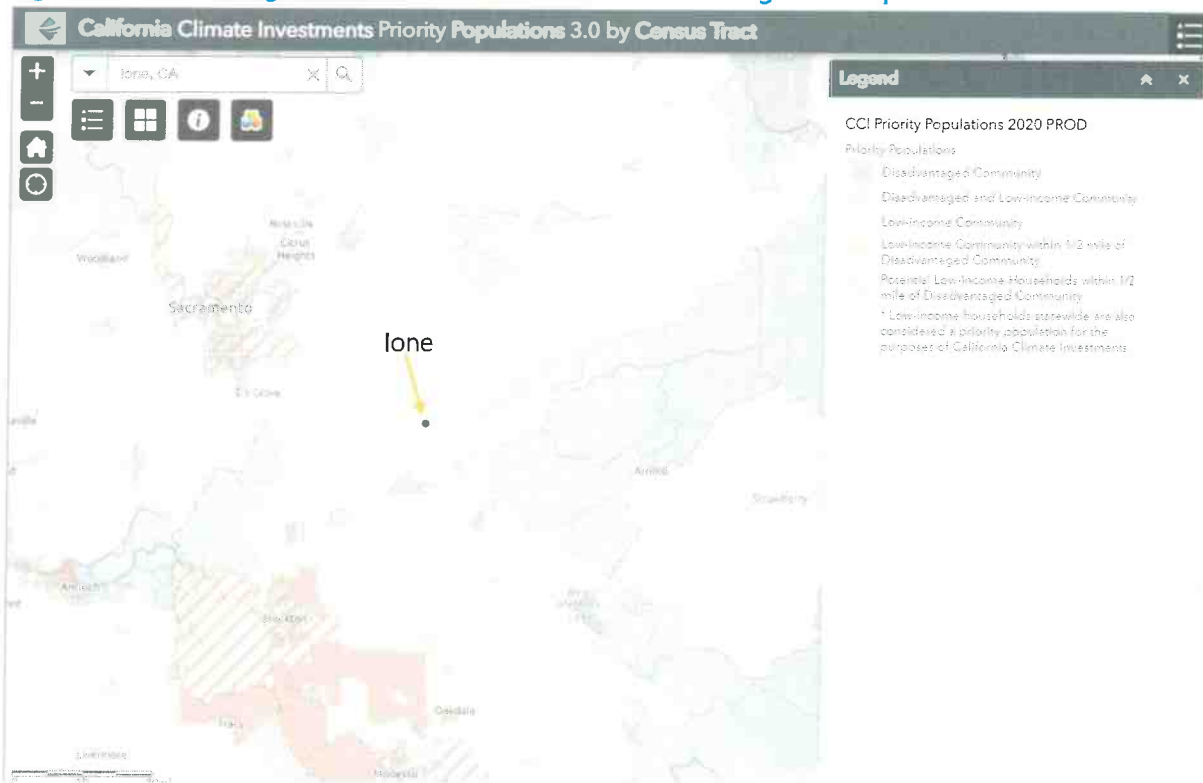 California Climate Investments Priority Populations 3.0 by Census Tract
Ione, CA
Legend
CCI Priority Populations 2020 PROD
Priority Populations
Disadvantaged Community
Disadvantaged and Low-income Community
Low-income Community
Low-income Community within 1/2 mile of
Disadvantaged Community
Potential Low-income Households within 1/2
mile of Disadvantaged Community
* Low-income Households statewide are also
considered a priority population for the
purposes of California Climate Investments
Roseville
Citrus
Heights
Woodland
Sacramento
Ione
Elk Grove
Arnold
Strawberry
Antioch
Stockton
Tracy
Oakdale
Livermore
Modesto